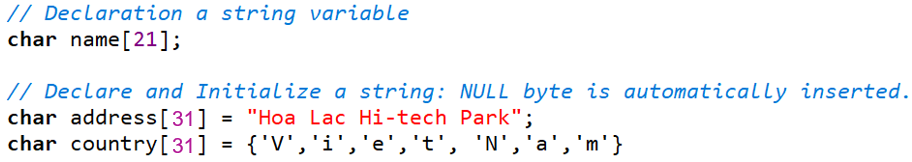 // Declaration a string variable
char name[21];
// Declare and Initialize a string: NULL byte is automatically inserted.
char address[31] = "Hoa Lac Hi-tech Park";
char country[31] = {'V','i','e','t', 'N','a','m'}